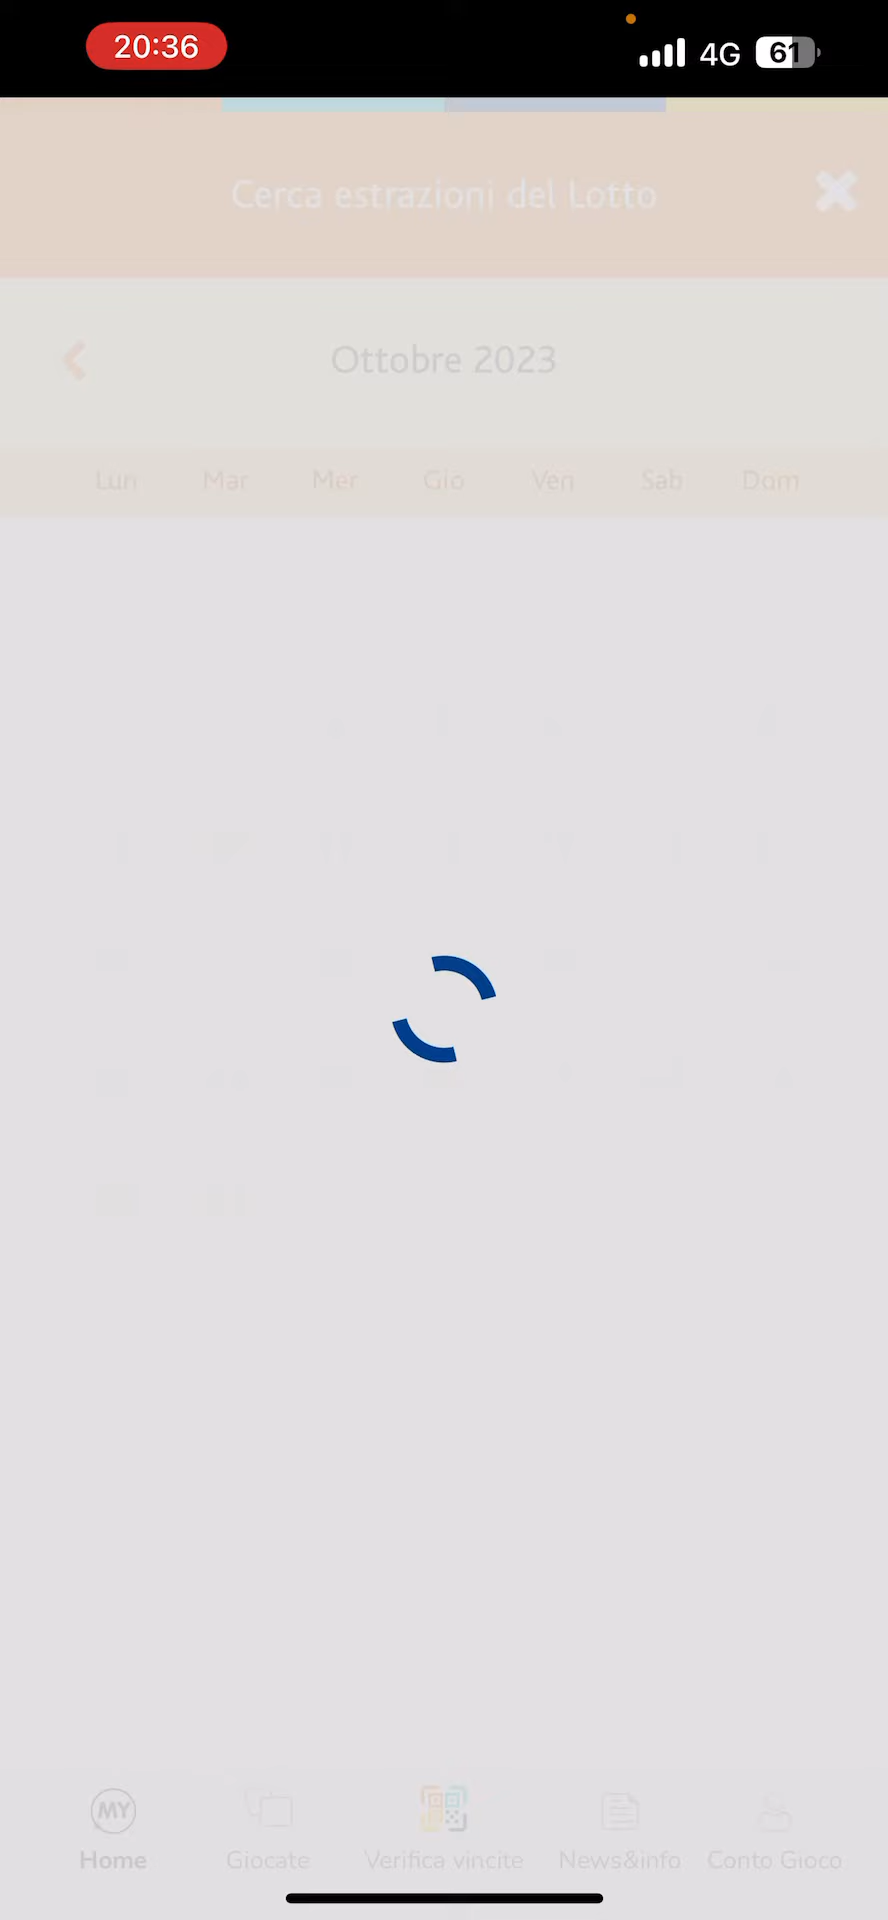 20:36
4G 61
Cerca estrazioni del Lotto
Ottobre 2023
Lun Mar Mer Gio Ven Sab Dom
MY
Home Giocate Verifica vincite News&info Conto Gioco